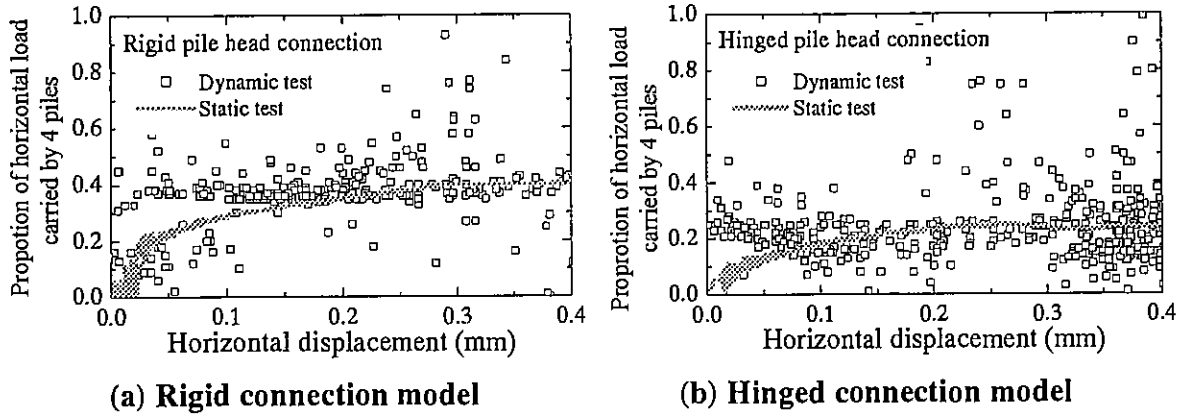 Propotion of horizontal load
carried by 4 piles
1.0
0.8
0.6
0.4
0.2
0.0
Rigid pile head connection
Dynamic test
Static test
0.0 0.1 0.2 0.3 0.4
Horizontal displacement (mm)
(a) Rigid connection model
Proprotion of horizontal load
carried by 4 piles
1.0
0.8
0.6
0.4
0.2
0.0
Hinged pile head connection
Dynamic test
Static test
0.0 0.1 0.2 0.3 0.4
Horizontal displacement (mm)
(b) Hinged connection model